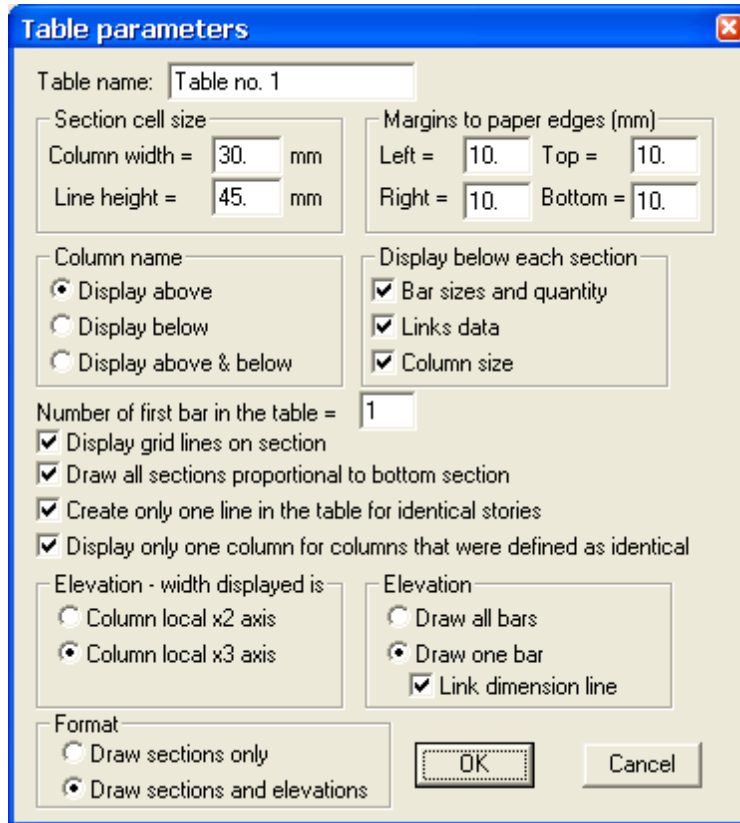 Table parameters
Table name: Table no. 1
Section cell size
Column width = 30. mm
Line height = 45. mm
Margins to paper edges (mm)
Left = 10. Top = 10.
Right = 10. Bottom = 10.
Column name
Display above
Display below
Display above & below
Display below each section
Bar sizes and quantity
Links data
Column size
Number of first bar in the table = 1
Display grid lines on section
Draw all sections proportional to bottom section
Create only one line in the table for identical stories
Display only one column for columns that were defined as identical
Elevation - width displayed is
Column local x2 axis
Column local x3 axis
Elevation
Draw all bars
Draw one bar
Link dimension line
Format
Draw sections only
Draw sections and elevations
OK
Cancel